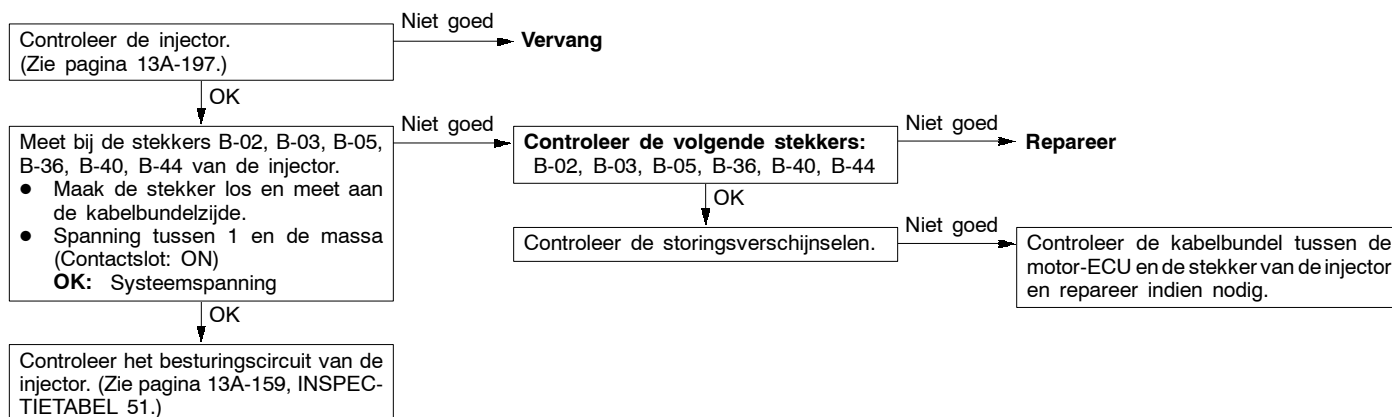 Controleer de injector.
(Zie pagina 13A-197.)
Niet goed
Vervang
OK
Meet bij de stekkers B-02, B-03, B-05,
B-36, B-40, B-44 van de injector.
● Maak de stekker los en meet aan
de kabelbundelzijde.
● Spanning tussen 1 en de massa
(Contactslot: ON)
OK: Systeemspanning
Niet goed
Controleer de volgende stekkers:
B-02, B-03, B-05, B-36, B-40, B-44
Niet goed
Repareer
OK
Controleer de storingsverschijnselen.
Niet goed
Controleer de kabelbundel tussen de
motor-ECU en de stekker van de injector
en repareer indien nodig.
OK
Controleer het besturingscircuit van de
injector. (Zie pagina 13A-159, INSPEC-
TIETABEL 51.)